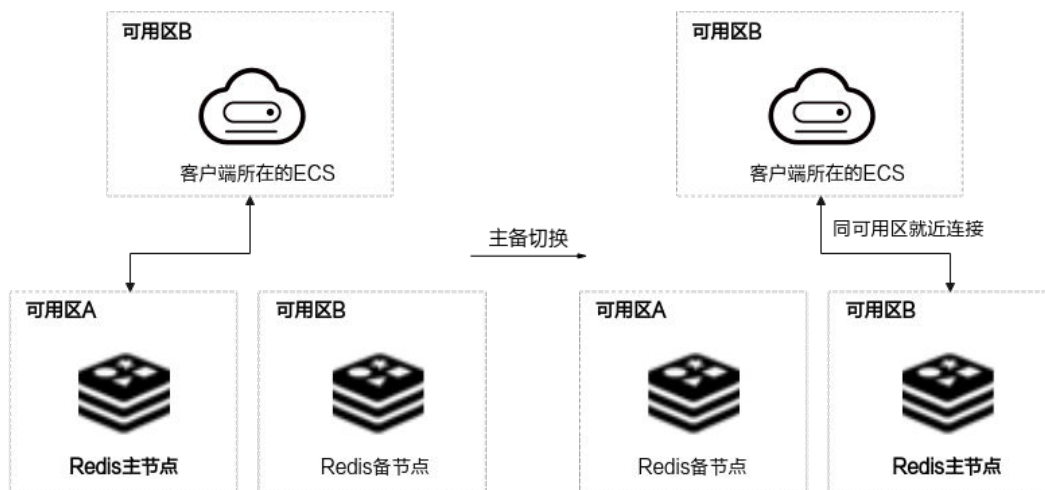 可用区B
客户端所在的ECS
可用区A
Redis主节点
可用区B
Redis备节点
主备切换
可用区B
客户端所在的ECS
同可用区就近连接
可用区A
Redis备节点
可用区B
Redis主节点